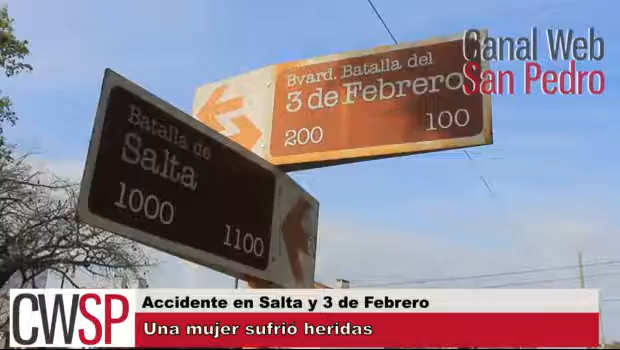 Canal Web
San Pedro
Bvard. Batalla del
3 de Febrero
200 100
Batalla de
Salta
1000 1100
CWSP
Accidente en Salta y 3 de Febrero
Una mujer sufrió heridas